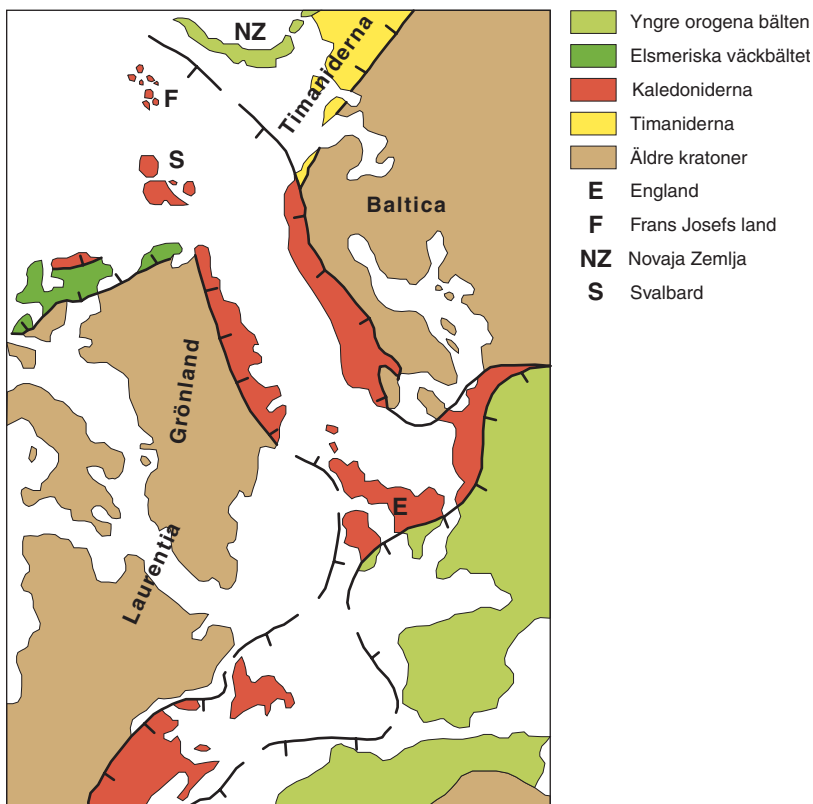 NZ
Timaniderna
F
S
Baltica
Grönland
E
Laurentia
Yngre orogena bälten
Elsmeriska väckbältet
Kaledoniderna
Timaniderna
Äldre kratoner
E England
F Frans Josefs land
NZ Novaja Zemlja
S Svalbard